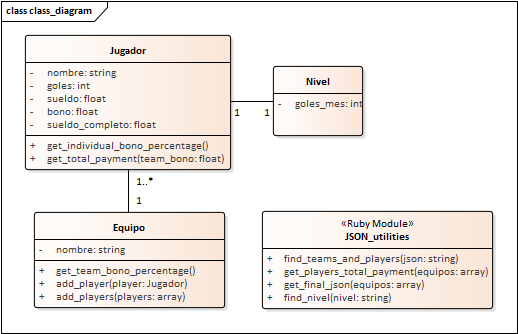 class class_diagram
Jugador
- nombre: string
- goles: int
- sueldo: float
- bono: float
- sueldo_completo: float
+ get_individual_bono_percentage()
+ get_total_payment(team_bono: float)
Nivel
- goles_mes: int
1 1
1..*
1
Equipo
- nombre: string
+ get_team_bono_percentage()
+ add_player(player: Jugador)
+ add_players(players: array)
«Ruby Module»
JSON_utilities
+ find_teams_and_players(json: string)
+ get_players_total_payment(equipos: array)
+ get_final_json(equipos: array)
+ find_nivel(nivel: string)